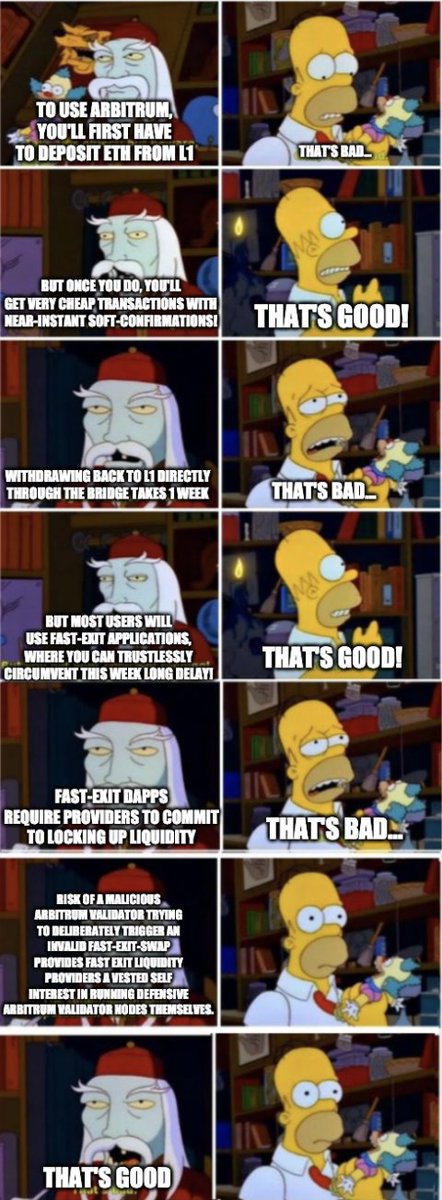 TO USE ARBITRUM,
YOU'LL FIRST HAVE
TO DEPOSIT ETH FROM L1
THAT'S BAD...
BUT ONCE YOU DO, YOU'LL
GET VERY CHEAP TRANSACTIONS WITH
NEAR-INSTANT SOFT-CONFIRMATIONS!
THAT'S GOOD!
WITHDRAWING BACK TO L1 DIRECTLY
THROUGH THE BRIDGE TAKES 1 WEEK
THAT'S BAD...
BUT MOST USERS WILL
USE FAST-EXIT APPLICATIONS,
WHERE YOU CAN TRUSTLESSLY
CIRCUMVENT THIS WEEK LONG DELAY!
THAT'S GOOD!
FAST-EXIT DAPPS
REQUIRE PROVIDERS TO COMMIT
TO LOCKING UP LIQUIDITY
THAT'S BAD...
RISK OF A MALICIOUS
ARBITRUM VALIDATOR TRYING
TO DELIBERATELY TRIGGER AN
INVALID FAST-EXIT-SWAP
PROVIDES FAST EXIT LIQUIDITY
PROVIDERS A VESTED SELF
INTEREST IN RUNNING DEFENSIVE
ARBITRUM VALIDATOR NODES THEMSELVES.
THAT'S GOOD